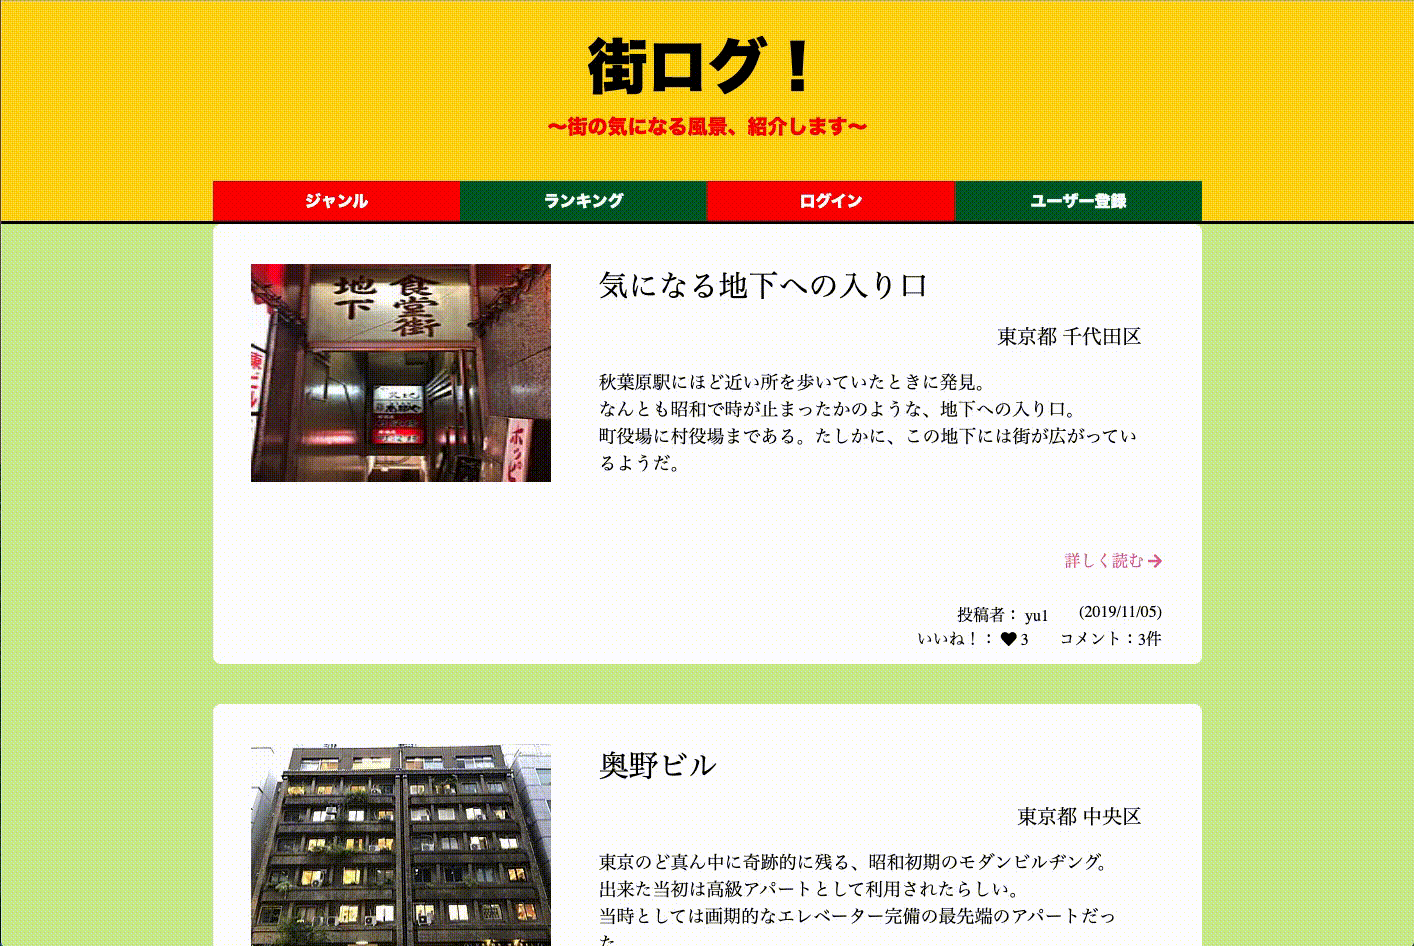 街ログ！
〜街の気になる風景、紹介します〜
ジャンル
ランキング
ログイン
ユーザー登録
食堂街
地下
ホッピ
気になる地下への入り口
東京都 千代田区
秋葉原駅にほど近い所を歩いていたときに発見。
なんとも昭和で時が止まったかのような、地下への入り口。
町役場に村役場まである。たしかに、この地下には街が広がってい
るようだ。
詳しく読む
投稿者： yu1
(2019/11/05)
いいね！： 3
コメント：3件
奥野ビル
東京都 中央区
東京のど真ん中に奇跡的に残る、昭和初期のモダンビルヂング。
出来た当初は高級アパートとして利用されたらしい。
当時としては画期的なエレベーター完備の最先端のアパートだっ
た